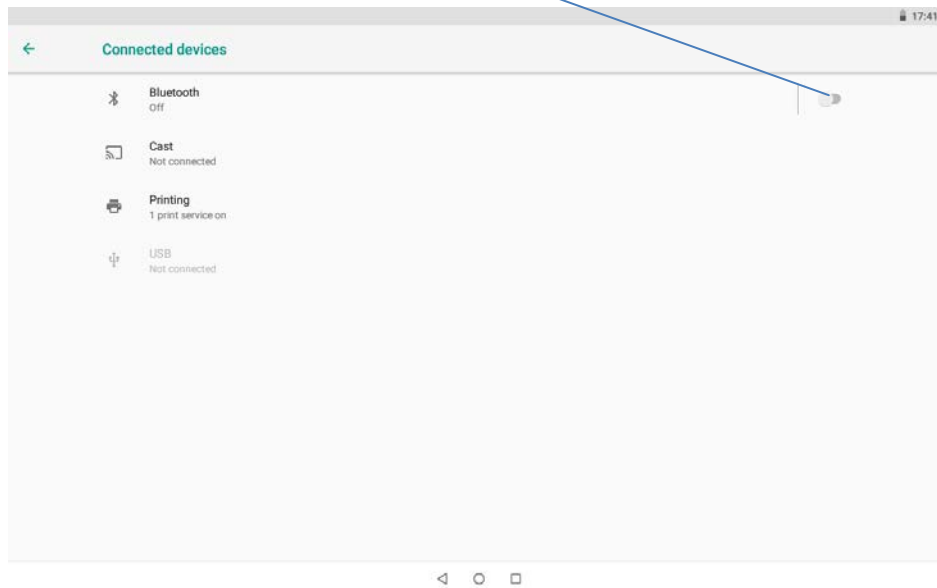 17:41
Connected devices
Bluetooth
Off
Cast
Not connected
Printing
1 print service on
USB
Not connected